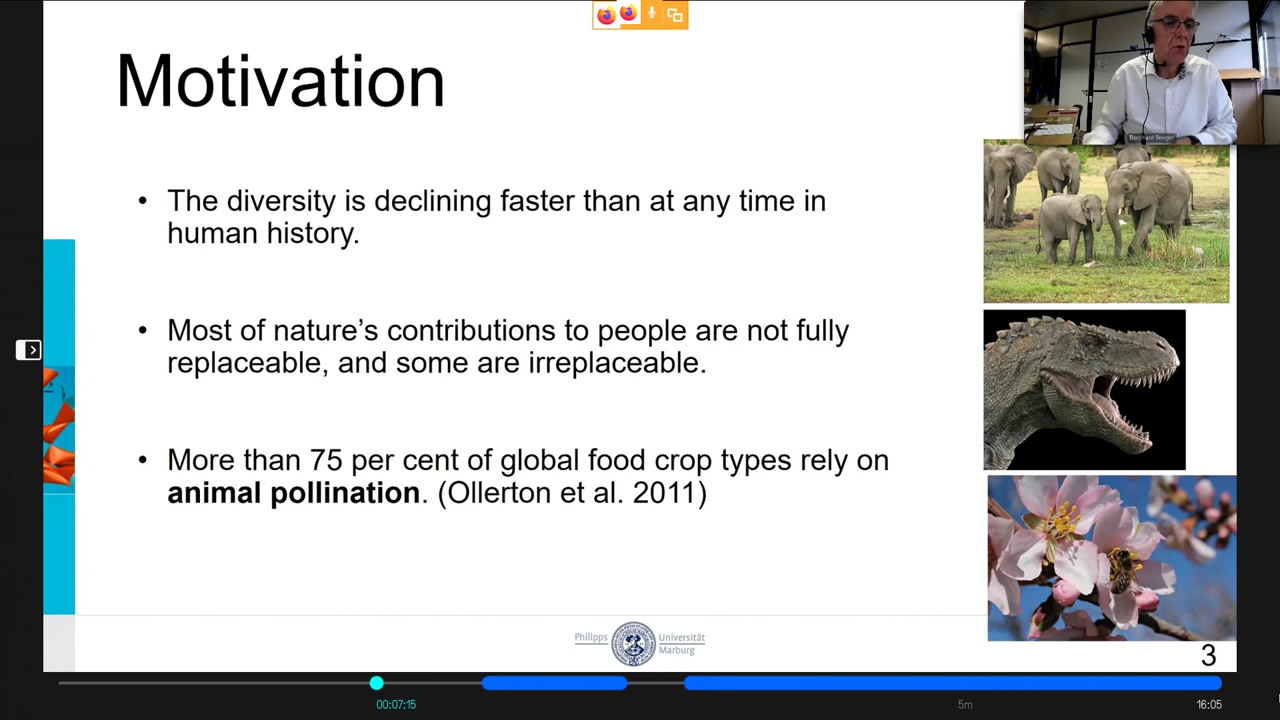 Motivation
Bernhard Seeger
• The diversity is declining faster than at any time in
human history.
• Most of nature's contributions to people are not fully
replaceable, and some are irreplaceable.
• More than 75 per cent of global food crop types rely on
animal pollination. (Ollerton et al. 2011)
Philipps
Universität
Marburg
3
00:07:15
5m
16:05